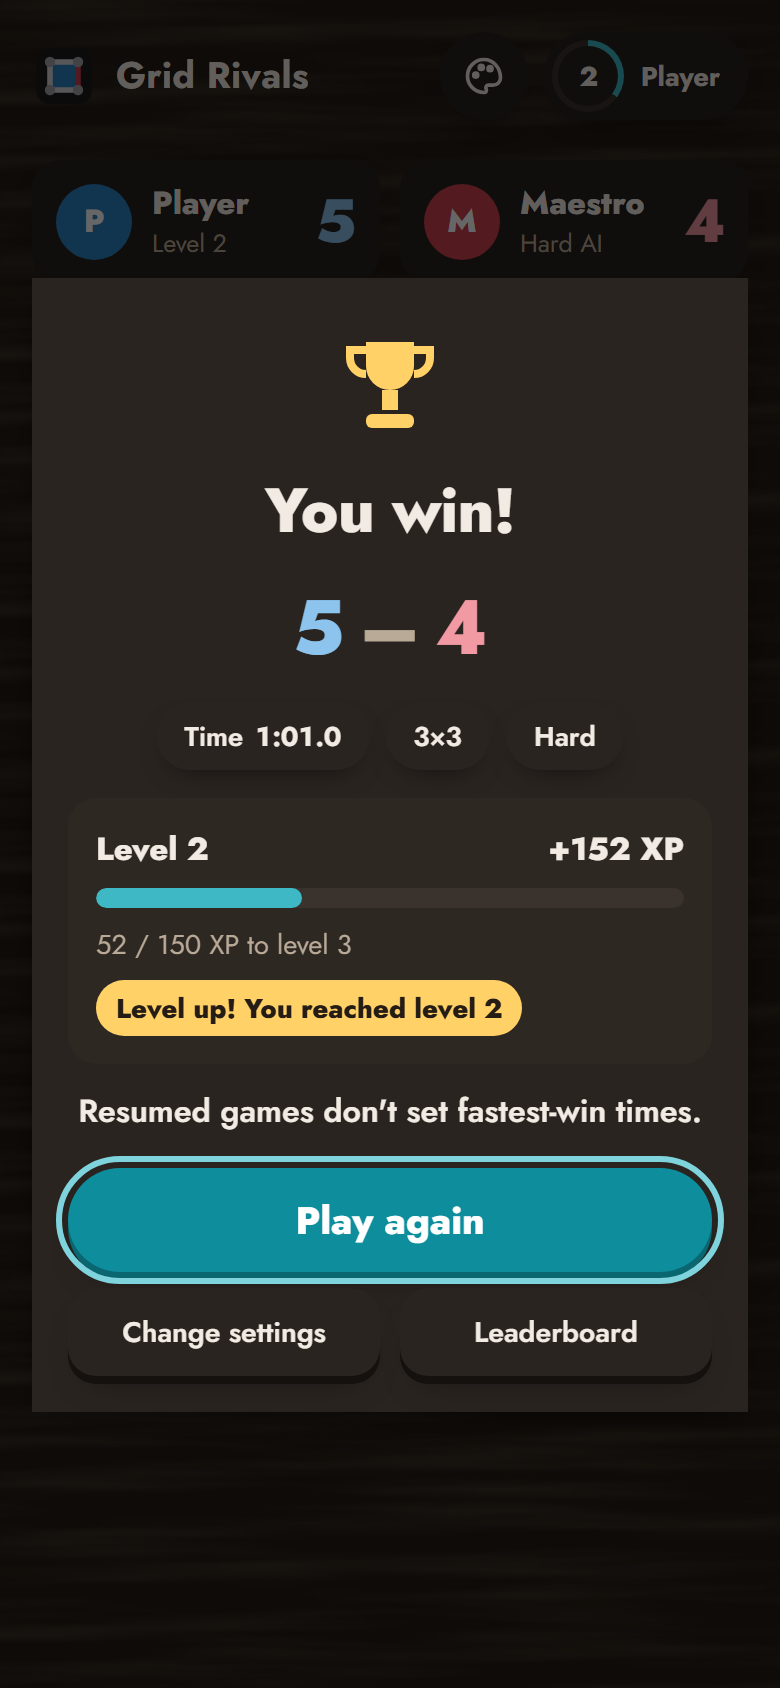 Grid Rivals
2 Player
P Player 5
Level 2
M Maestro 4
Hard AI
You win!
5 – 4
Time 1:01.0 3×3 Hard
Level 2 +152 XP
52 / 150 XP to level 3
Level up! You reached level 2
Resumed games don't set fastest-win times.
Play again
Change settings Leaderboard